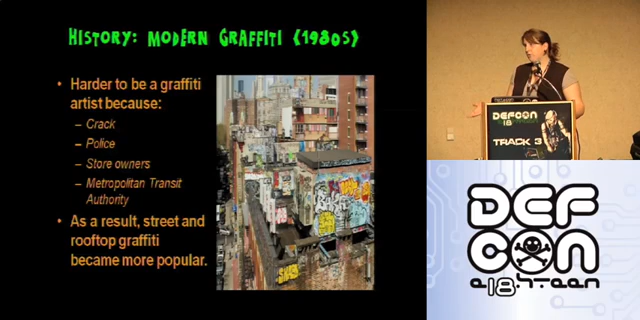 HISTORY: MODERN GRAFFITI (1980S)
• Harder to be a graffiti
artist because:
– Crack
– Police
– Store owners
– Metropolitan Transit
Authority
• As a result, street and
rooftop graffiti
became more popular.
DEFCON
18
TRACK 3
DEF
CON
e18hteen